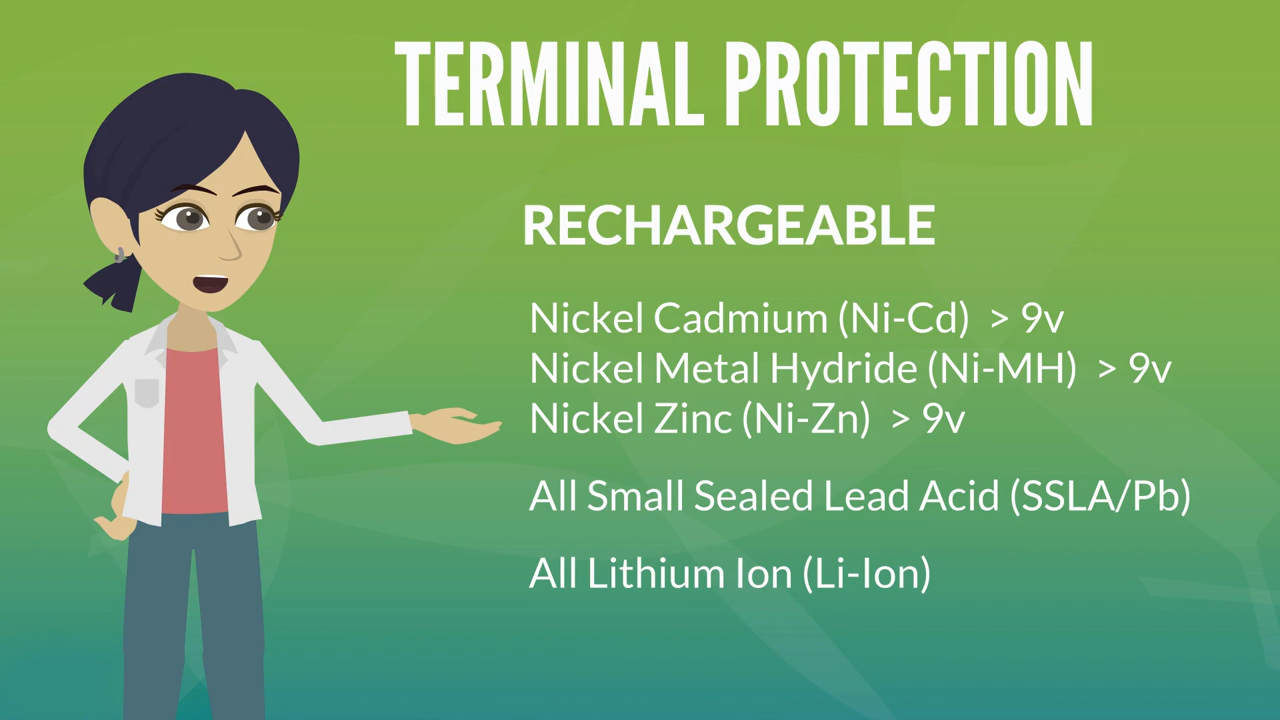 TERMINAL PROTECTION
RECHARGEABLE
Nickel Cadmium (Ni-Cd) > 9v
Nickel Metal Hydride (Ni-MH) > 9v
Nickel Zinc (Ni-Zn) > 9v
All Small Sealed Lead Acid (SSLA/Pb)
All Lithium Ion (Li-Ion)